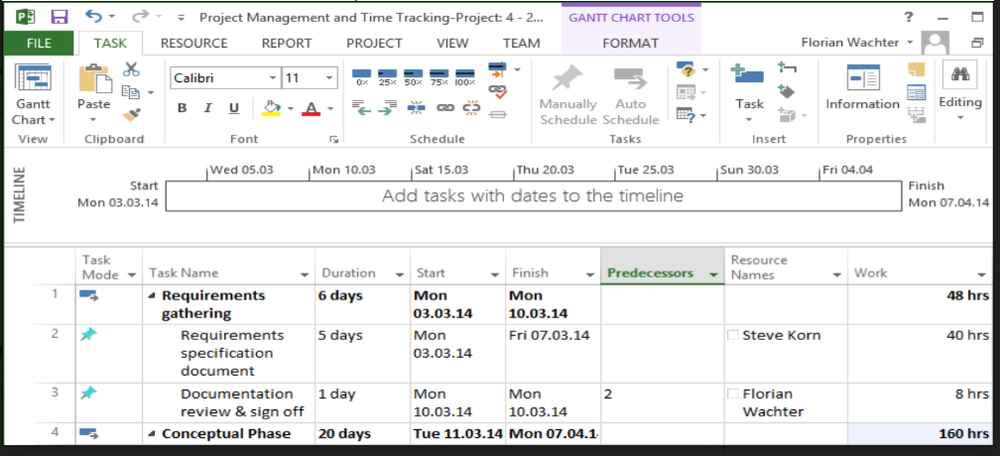 Project Management and Time Tracking-Project: 4 - 2... GANTT CHART TOOLS ?
FILE TASK RESOURCE REPORT PROJECT VIEW TEAM FORMAT Florian Wachter
Calibri 11
0% 25% 50% 75% 100%
Gantt Chart Paste B I U A Manually Schedule Auto Schedule Task Information Editing
View Clipboard Font Schedule Tasks Insert Properties
TIMELINE
Wed 05.03 Mon 10.03 Sat 15.03 Thu 20.03 Tue 25.03 Sun 30.03 Fri 04.04
Start
Mon 03.03.14
Add tasks with dates to the timeline
Finish
Mon 07.04.14
Task Mode Task Name Duration Start Finish Predecessors Resource Names Work
1 Requirements gathering 6 days Mon 03.03.14 Mon 10.03.14 48 hrs
2 Requirements specification document 5 days Mon 03.03.14 Fri 07.03.14 Steve Korn 40 hrs
3 Documentation review & sign off 1 day Mon 10.03.14 Mon 10.03.14 2 Florian Wachter 8 hrs
4 Conceptual Phase 20 days Tue 11.03.14 Mon 07.04.1 160 hrs